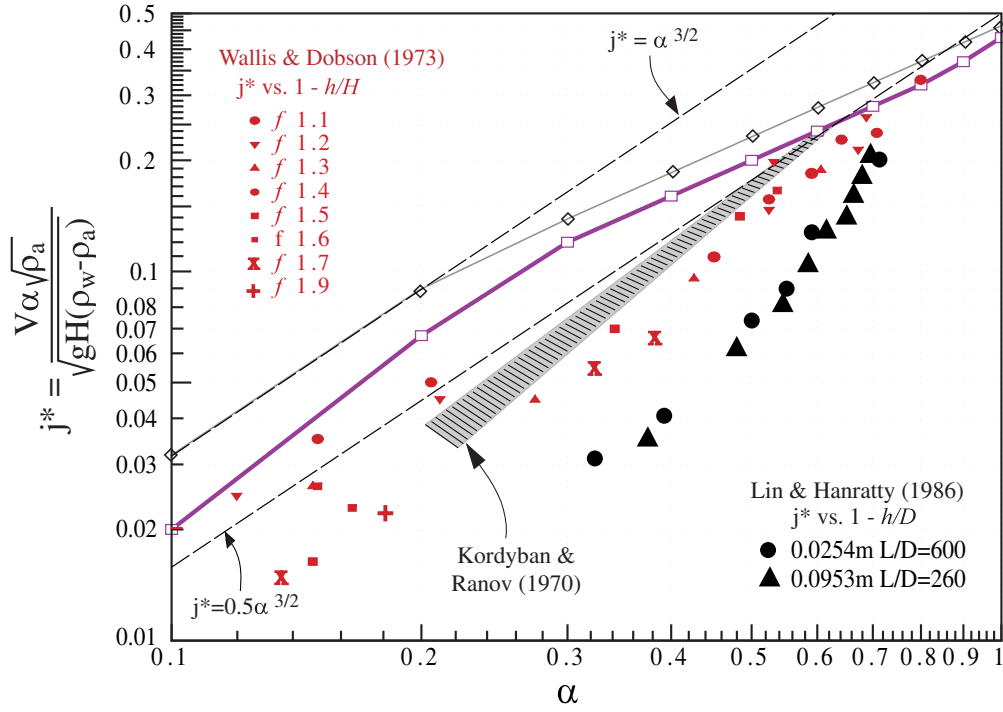 0.5
0.4
0.3
0.2
0.1
0.08
0.07
0.06
0.05
0.04
0.03
0.02
0.01
j* = Vα√ρa / √gH(ρw-ρa)
Wallis & Dobson (1973)
j* vs. 1 - h/H
f 1.1
f 1.2
f 1.3
f 1.4
f 1.5
f 1.6
f 1.7
f 1.9
j* = α 3/2
j*=0.5α 3/2
Kordyban &
Ranov (1970)
Lin & Hanratty (1986)
j* vs. 1 - h/D
0.0254m L/D=600
0.0953m L/D=260
0.1 0.2 0.3 0.4 0.5 0.6 0.7 0.8 0.9 1
α